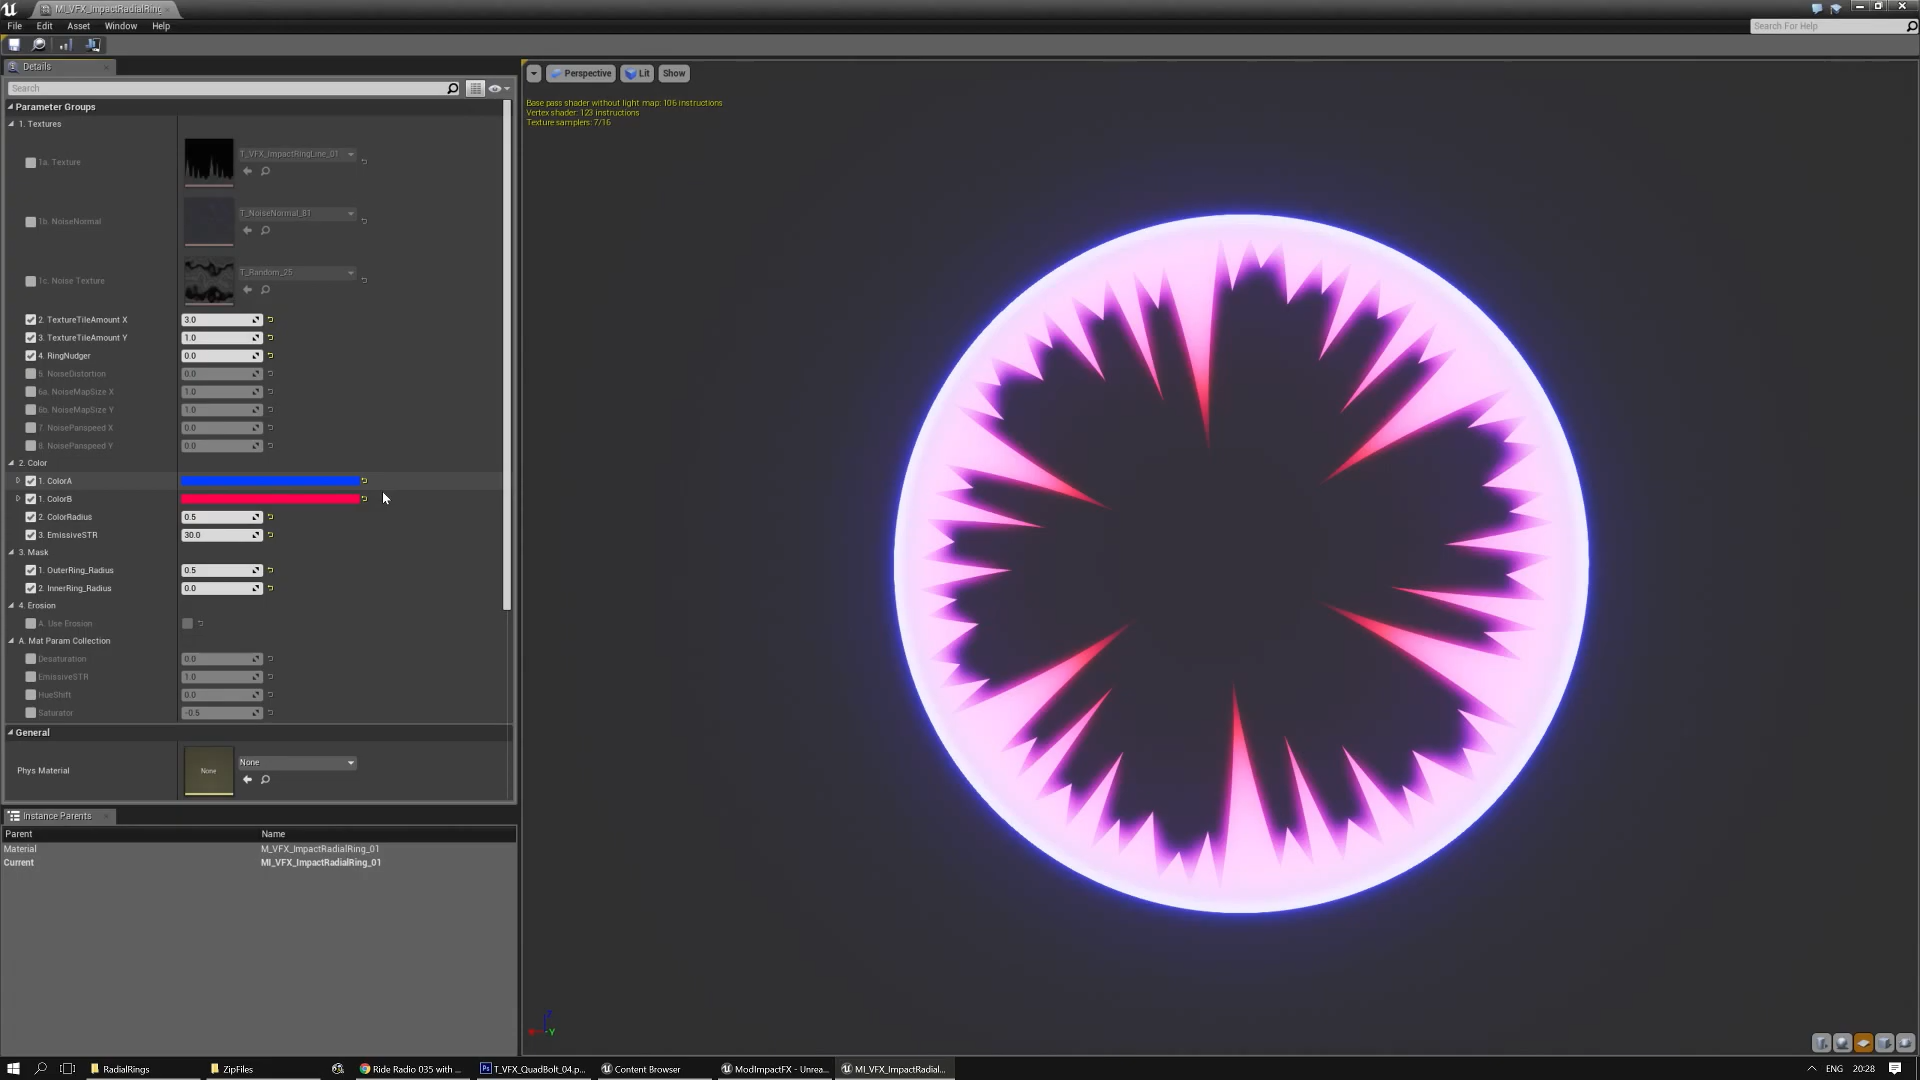 MI_VFX_ImpactRadialRing
File Edit Asset Window Help
Search For Help
Details
Search
Parameter Groups
1. Textures
1a. Texture
T_VFX_ImpactRingLine_01
1b. NoiseNormal
T_NoiseNormal_81
1c. Noise Texture
T_Random_25
2. TextureTileAmount X 3.0
3. TextureTileAmount Y 1.0
4. RingNudger 0.0
5. NoiseDistortion 0.0
6a. NoiseMapSize X 1.0
6b. NoiseMapSize Y 1.0
7. NoisePanspeed X 0.0
8. NoisePanspeed Y 0.0
2. Color
1. ColorA
1. ColorB
2. ColorRadius 0.5
3. EmissiveSTR 30.0
3. Mask
1. OuterRing_Radius 0.5
2. InnerRing_Radius 0.0
4. Erosion
A. Use Erosion
A. Mat Param Collection
Desaturation 0.0
EmissiveSTR 1.0
HueShift 0.0
Saturator -0.5
General
Phys Material
None
None
Instance Parents
Parent Name
Material M_VFX_ImpactRadialRing_01
Current MI_VFX_ImpactRadialRing_01
Perspective Lit Show
Base pass shader without light map: 106 instructions
Vertex shader: 123 instructions
Texture samplers: 7/16
Z
Y
RadialRings ZipFiles Ride Radio 035 with ... T_VFX_QuadBolt_04.p... Content Browser ModImpactFX - Unrea... MI_VFX_ImpactRadial... ENG 20:28